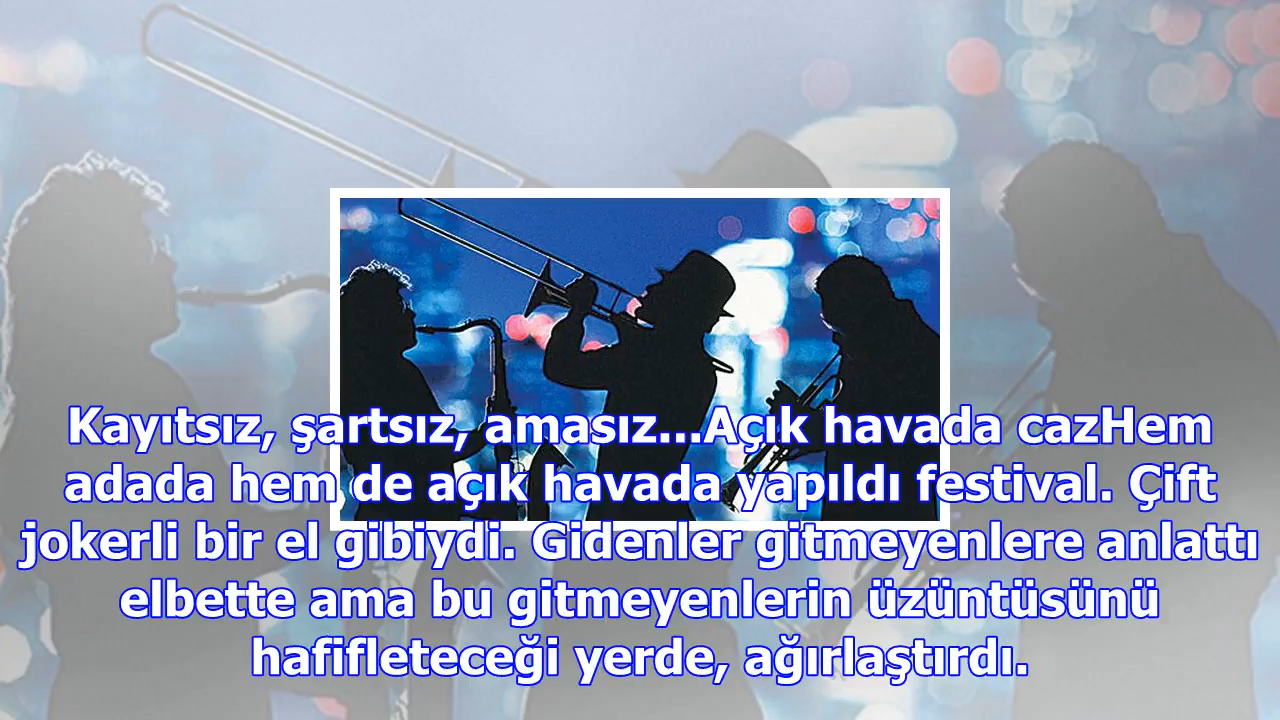 Kayıtsız, şartsız, amasız...Açık havada cazHem
adada hem de açık havada yapıldı festival. Çift
jokerli bir el gibiydi. Gidenler gitmeyenlere anlattı
elbette ama bu gitmeyenlerin üzüntüsünü
hafifleteceği yerde, ağırlaştırdı.